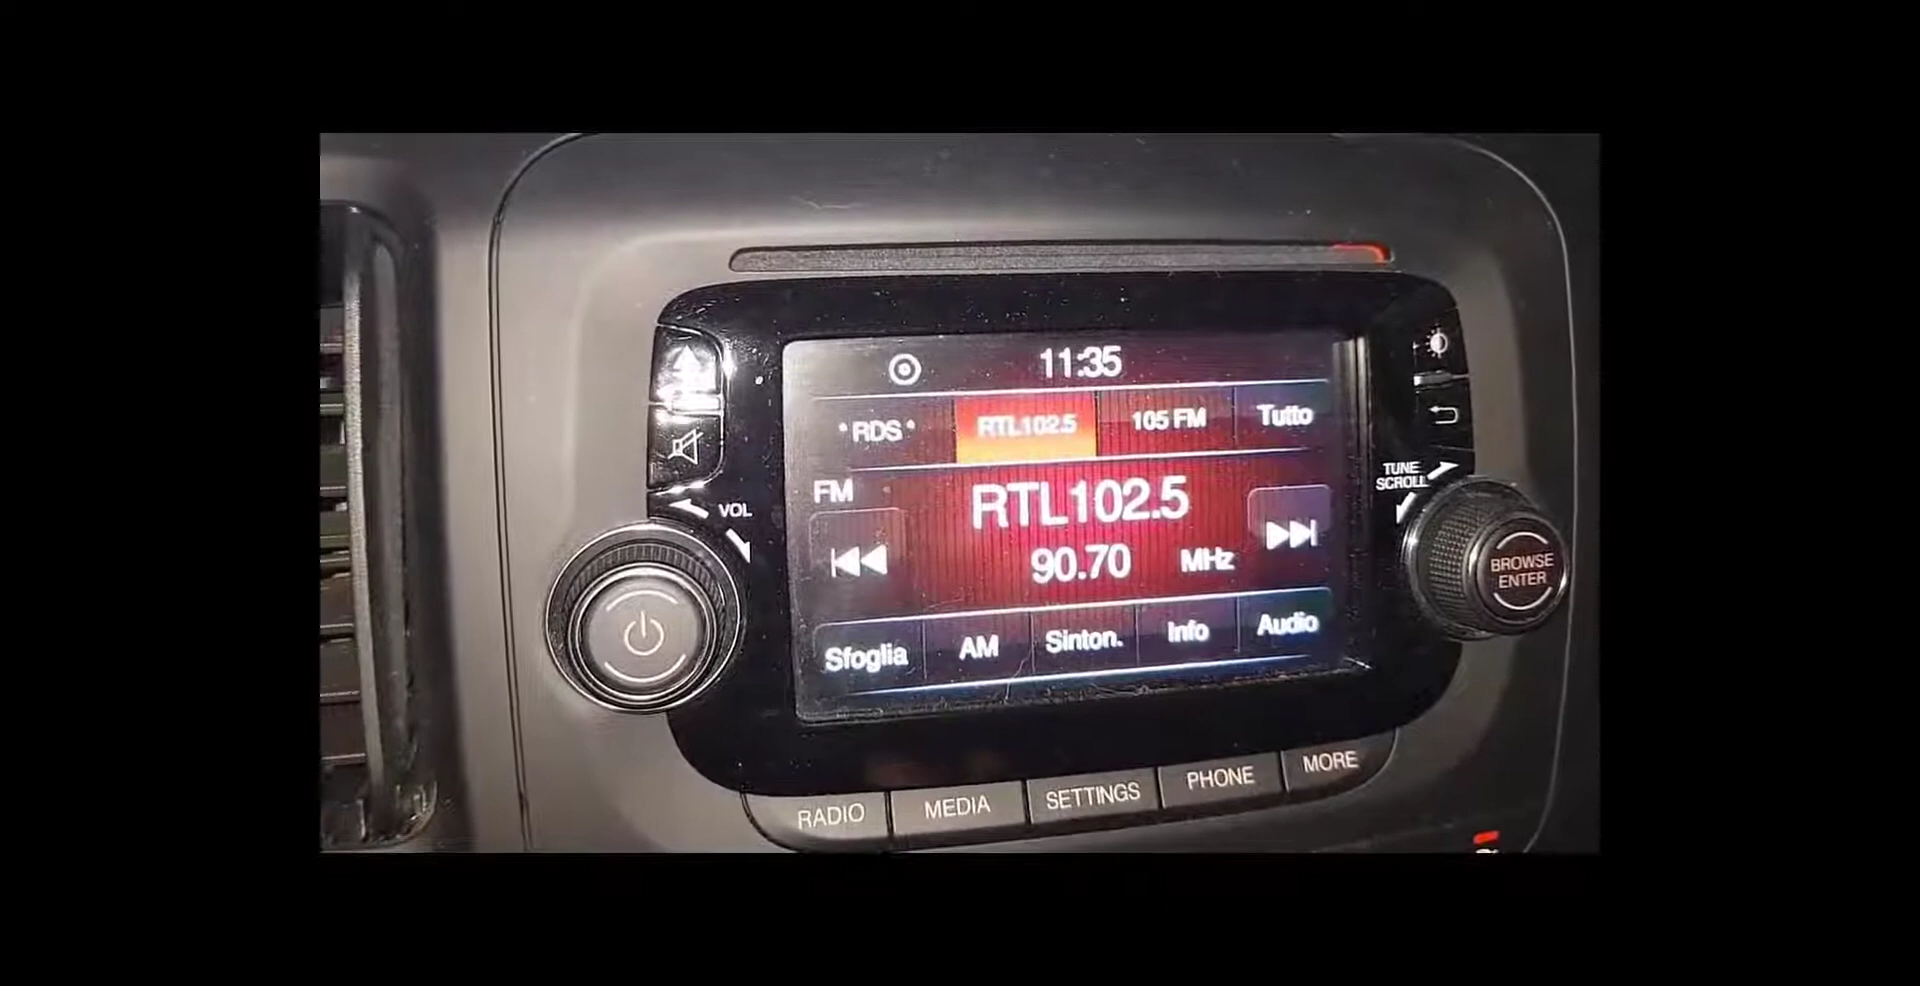 11:35
RDS RTL102.5 105 FM Tutto
FM
RTL102.5
90.70 MHz
Sfoglia AM Sinton. Info Audio
VOL
TUNE
SCROLL
BROWSE
ENTER
RADIO MEDIA SETTINGS PHONE MORE